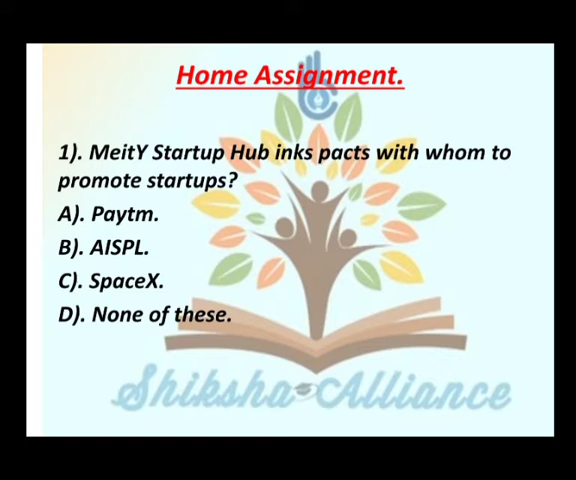 Home Assignment.
1). MeitY Startup Hub inks pacts with whom to
promote startups?
A). Paytm.
B). AISPL.
C). SpaceX.
D). None of these.
Shiksha Alliance